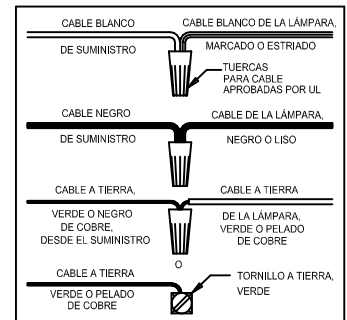 CABLE BLANCO
CABLE BLANCO DE LA LÁMPARA,
DE SUMINISTRO
MARCADO O ESTRIADO
TUERCAS
PARA CABLE
APROBADAS POR UL
CABLE NEGRO
CABLE DE LA LÁMPARA,
DE SUMINISTRO
NEGRO O LISO
CABLE A TIERRA,
CABLE A TIERRA
VERDE O NEGRO
DE COBRE,
DESDE EL SUMINISTRO
DE LA LÁMPARA,
VERDE O PELADO
DE COBRE
O
CABLE A TIERRA
VERDE O PELADO
DE COBRE
TORNILLO A TIERRA,
VERDE